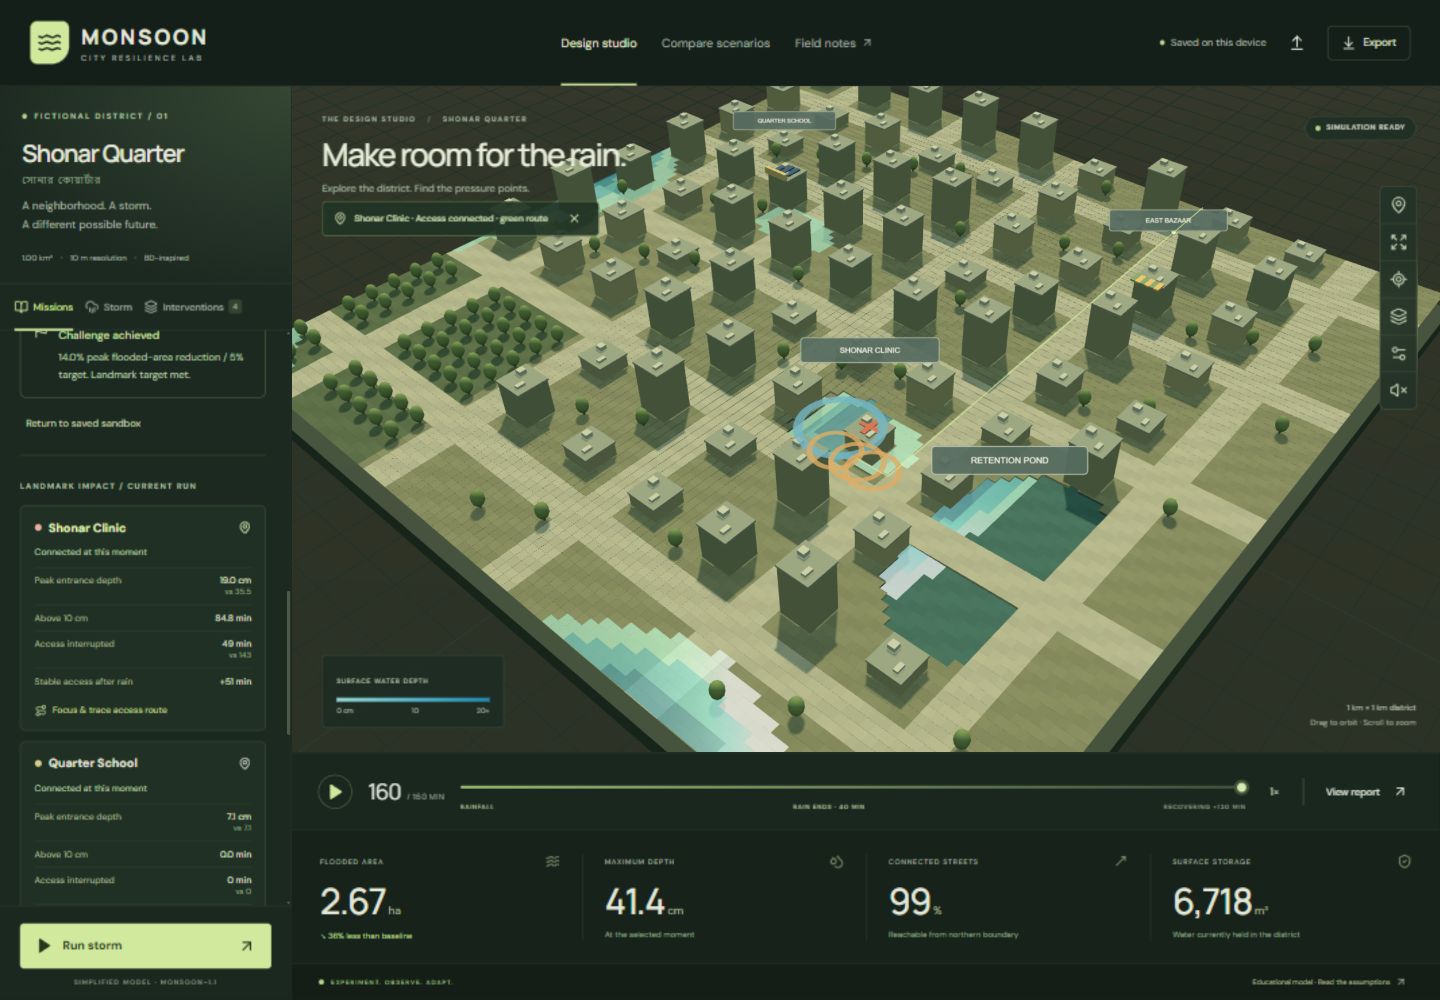 MONSOON
CITY RESILIENCE LAB
Design studio
Compare scenarios
Field notes
Saved on this device
Export
FICTIONAL DISTRICT / 01
Shonar Quarter
সোনার কোয়ার্টার
A neighborhood. A storm.
A different possible future.
1.00 km² · 10 m resolution · BD-inspired
Missions
Storm
Interventions 4
Challenge achieved
14.0% peak flooded-area reduction / 5%
target. Landmark target met.
Return to saved sandbox
LANDMARK IMPACT / CURRENT RUN
Shonar Clinic
Connected at this moment
Peak entrance depth 19.0 cm
vs 35.5
Above 10 cm 84.8 min
Access interrupted 49 min
vs 143
Stable access after rain +51 min
Focus & trace access route
Quarter School
Connected at this moment
Peak entrance depth 7.1 cm
vs 7.1
Above 10 cm 0.0 min
Access interrupted 0 min
vs 0
Run storm
SIMPLIFIED MODEL · MONSOON-1.1
THE DESIGN STUDIO / SHONAR QUARTER
Make room for the rain.
Explore the district. Find the pressure points.
Shonar Clinic · Access connected · green route
SIMULATION READY
QUARTER SCHOOL
EAST BAZAAR
SHONAR CLINIC
RETENTION POND
SURFACE WATER DEPTH
0 cm 10 20+
1 km × 1 km district
Drag to orbit · Scroll to zoom
160 / 160 MIN
RAINFALL
RAIN ENDS · 40 MIN
RECOVERING +120 MIN
1×
View report
FLOODED AREA
2.67 ha
36% less than baseline
MAXIMUM DEPTH
41.4 cm
At the selected moment
CONNECTED STREETS
99 %
Reachable from northern boundary
SURFACE STORAGE
6,718 m³
Water currently held in the district
EXPERIMENT. OBSERVE. ADAPT.
Educational model · Read the assumptions